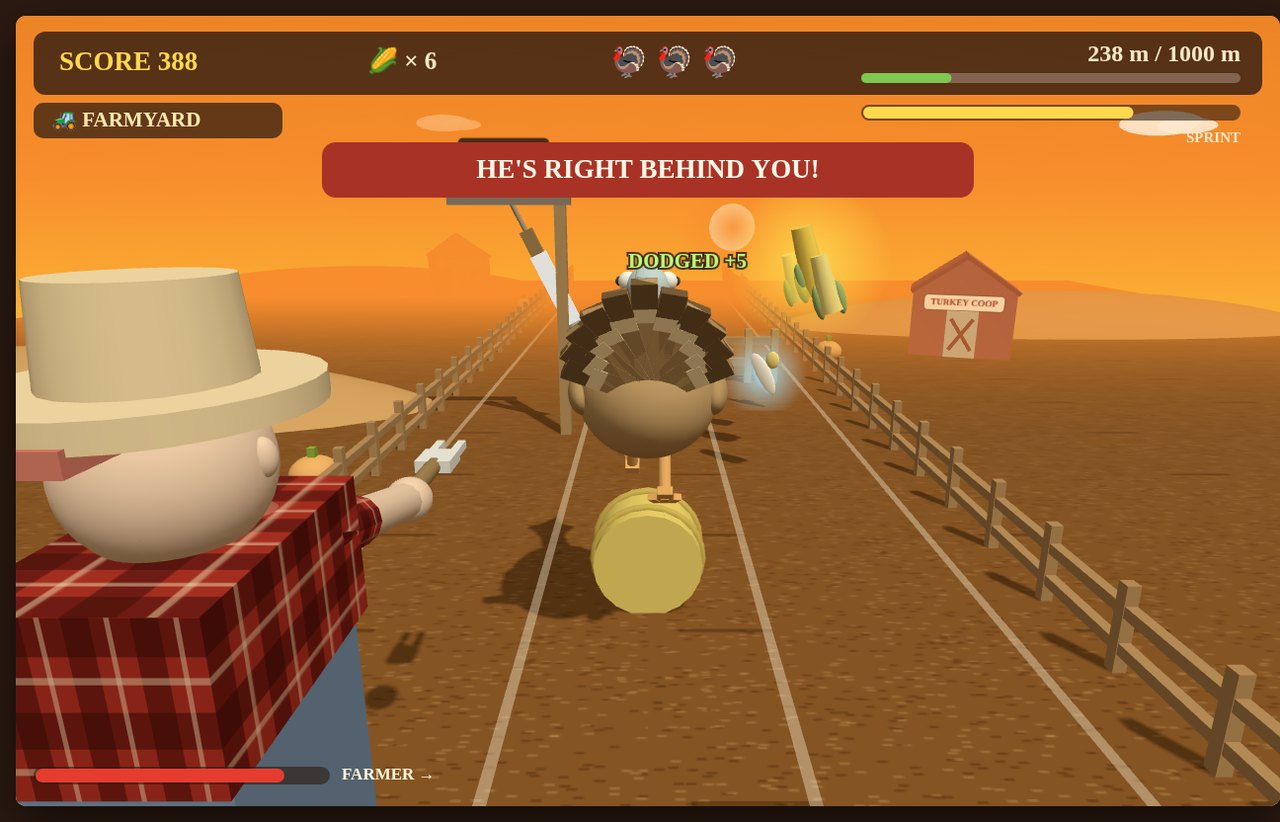 SCORE 388
× 6
238 m / 1000 m
FARMYARD
SPRINT
HE'S RIGHT BEHIND YOU!
DODGED +5
TURKEY COOP
FARMER →